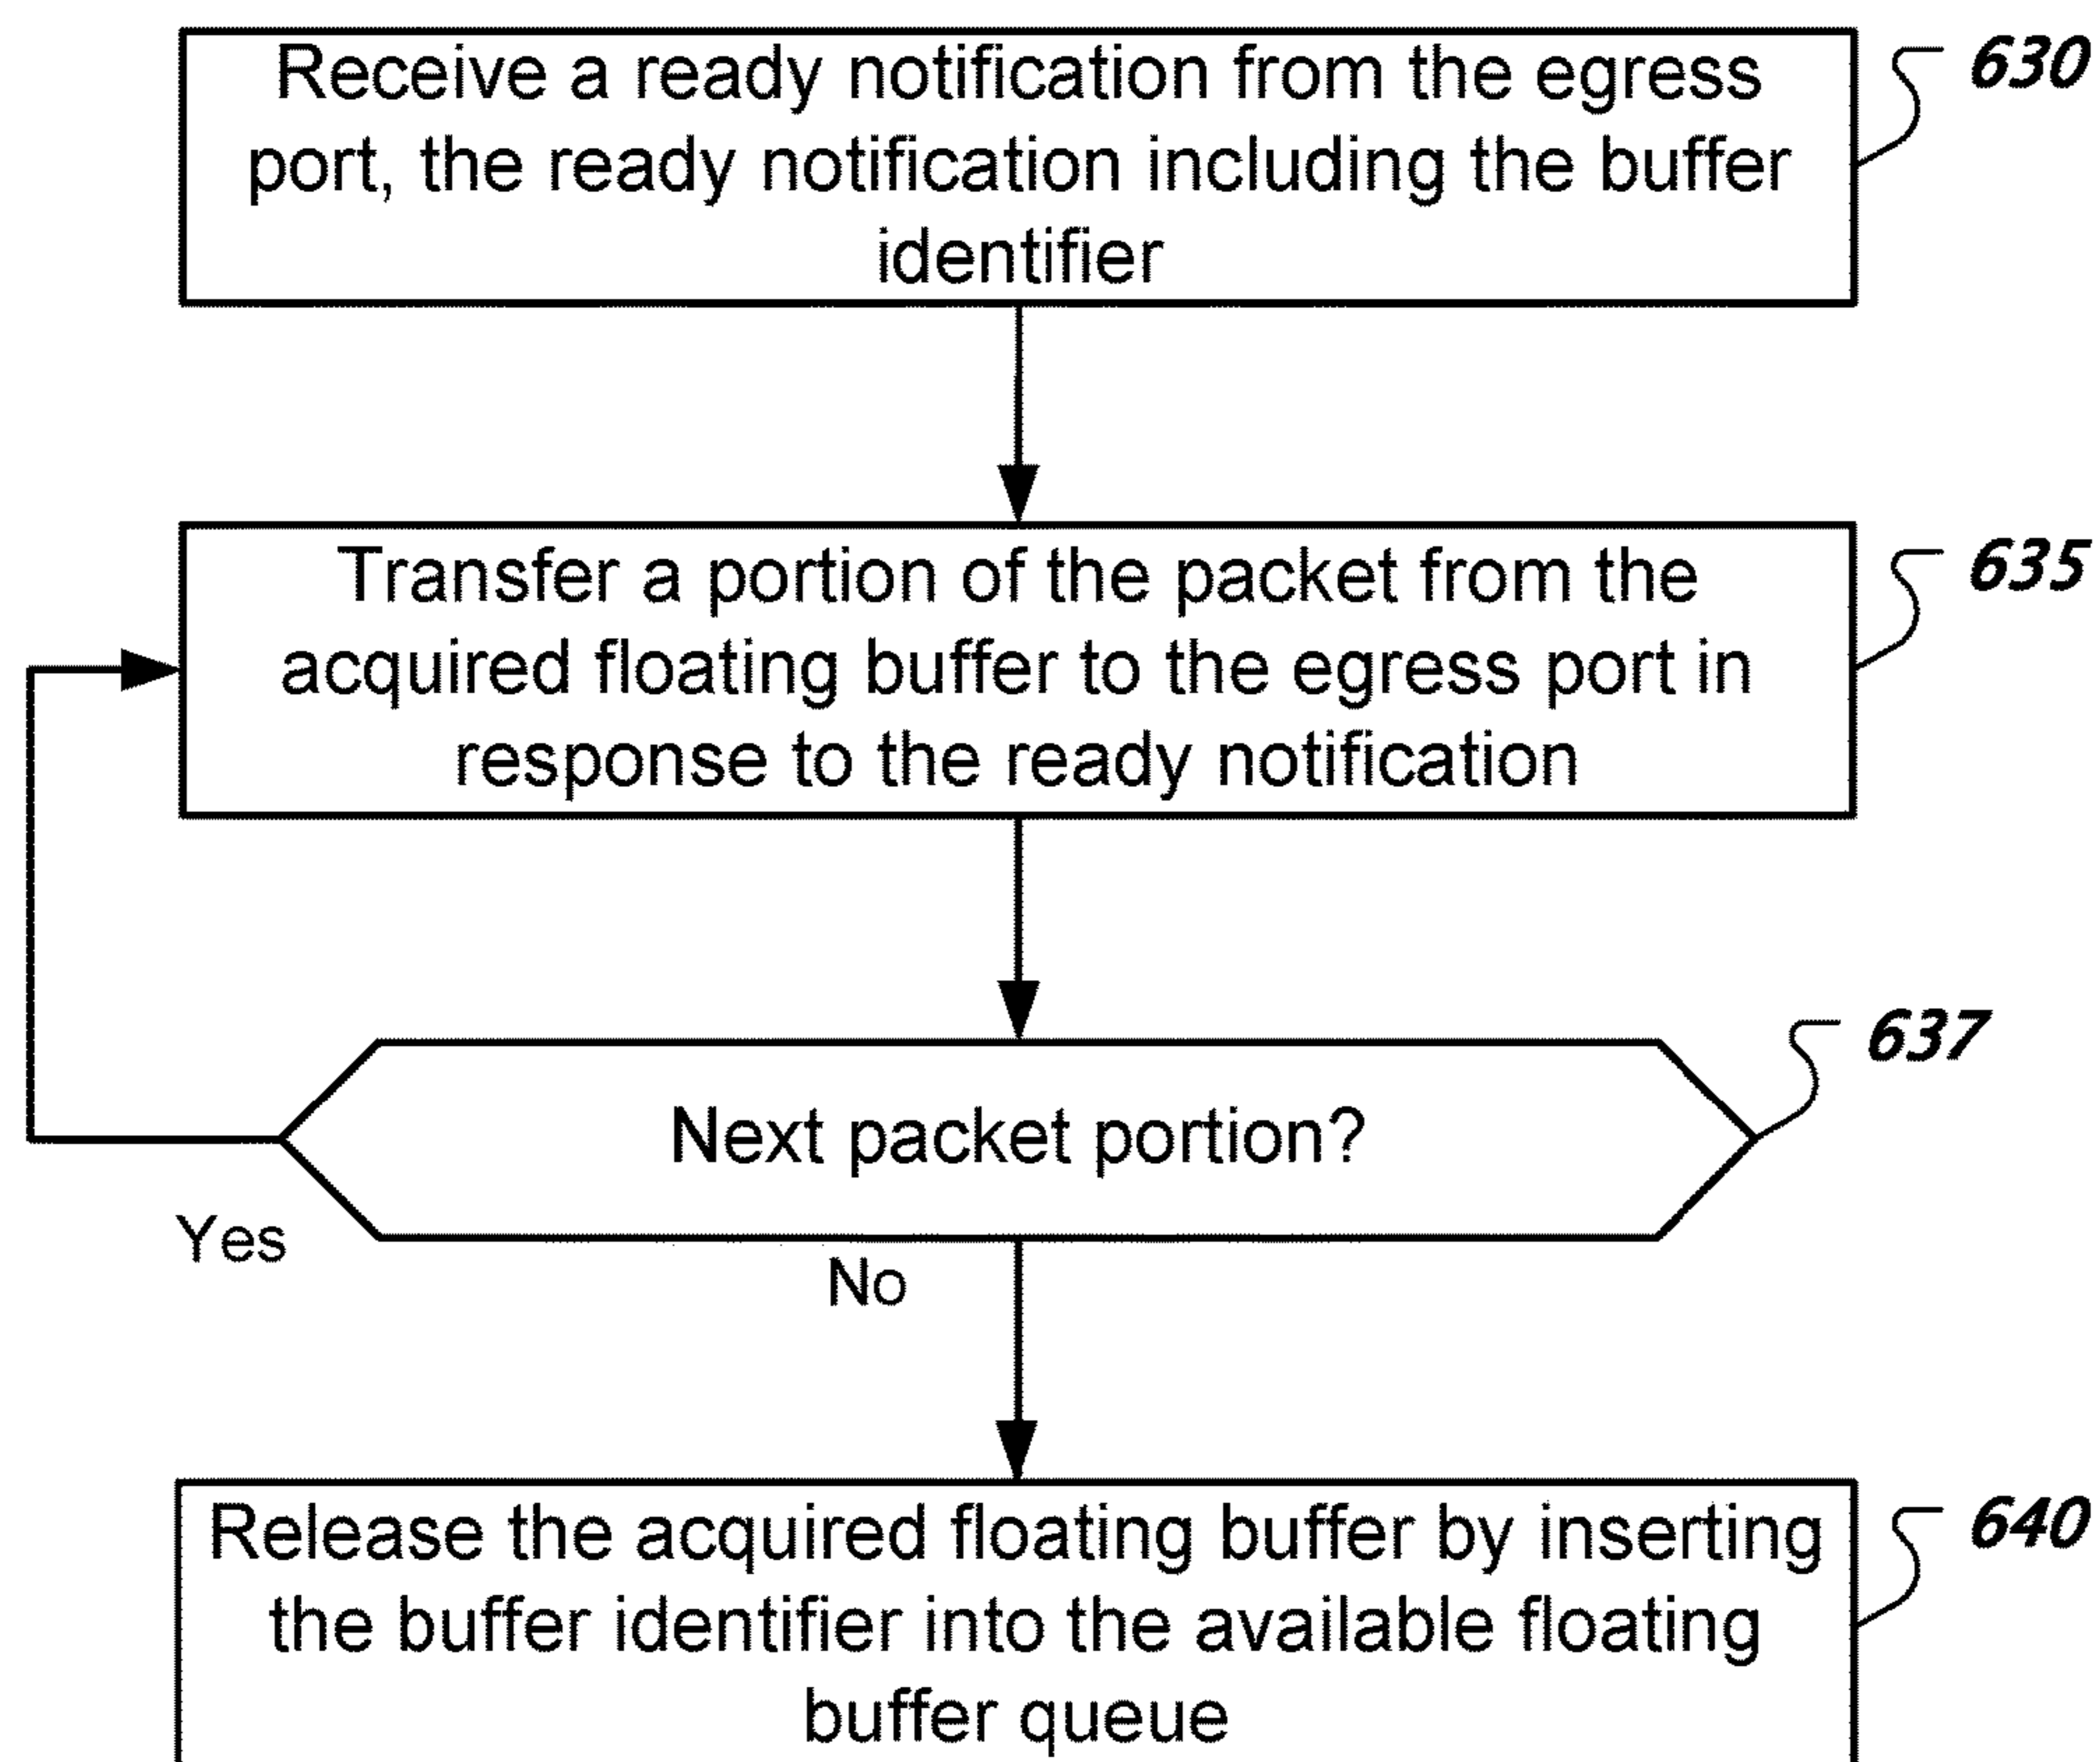 Receive a ready notification from the egress
port, the ready notification including the buffer
identifier
630
Transfer a portion of the packet from the
acquired floating buffer to the egress port in
response to the ready notification
635
Next packet portion?
637
Yes
No
Release the acquired floating buffer by inserting
the buffer identifier into the available floating
buffer queue
640